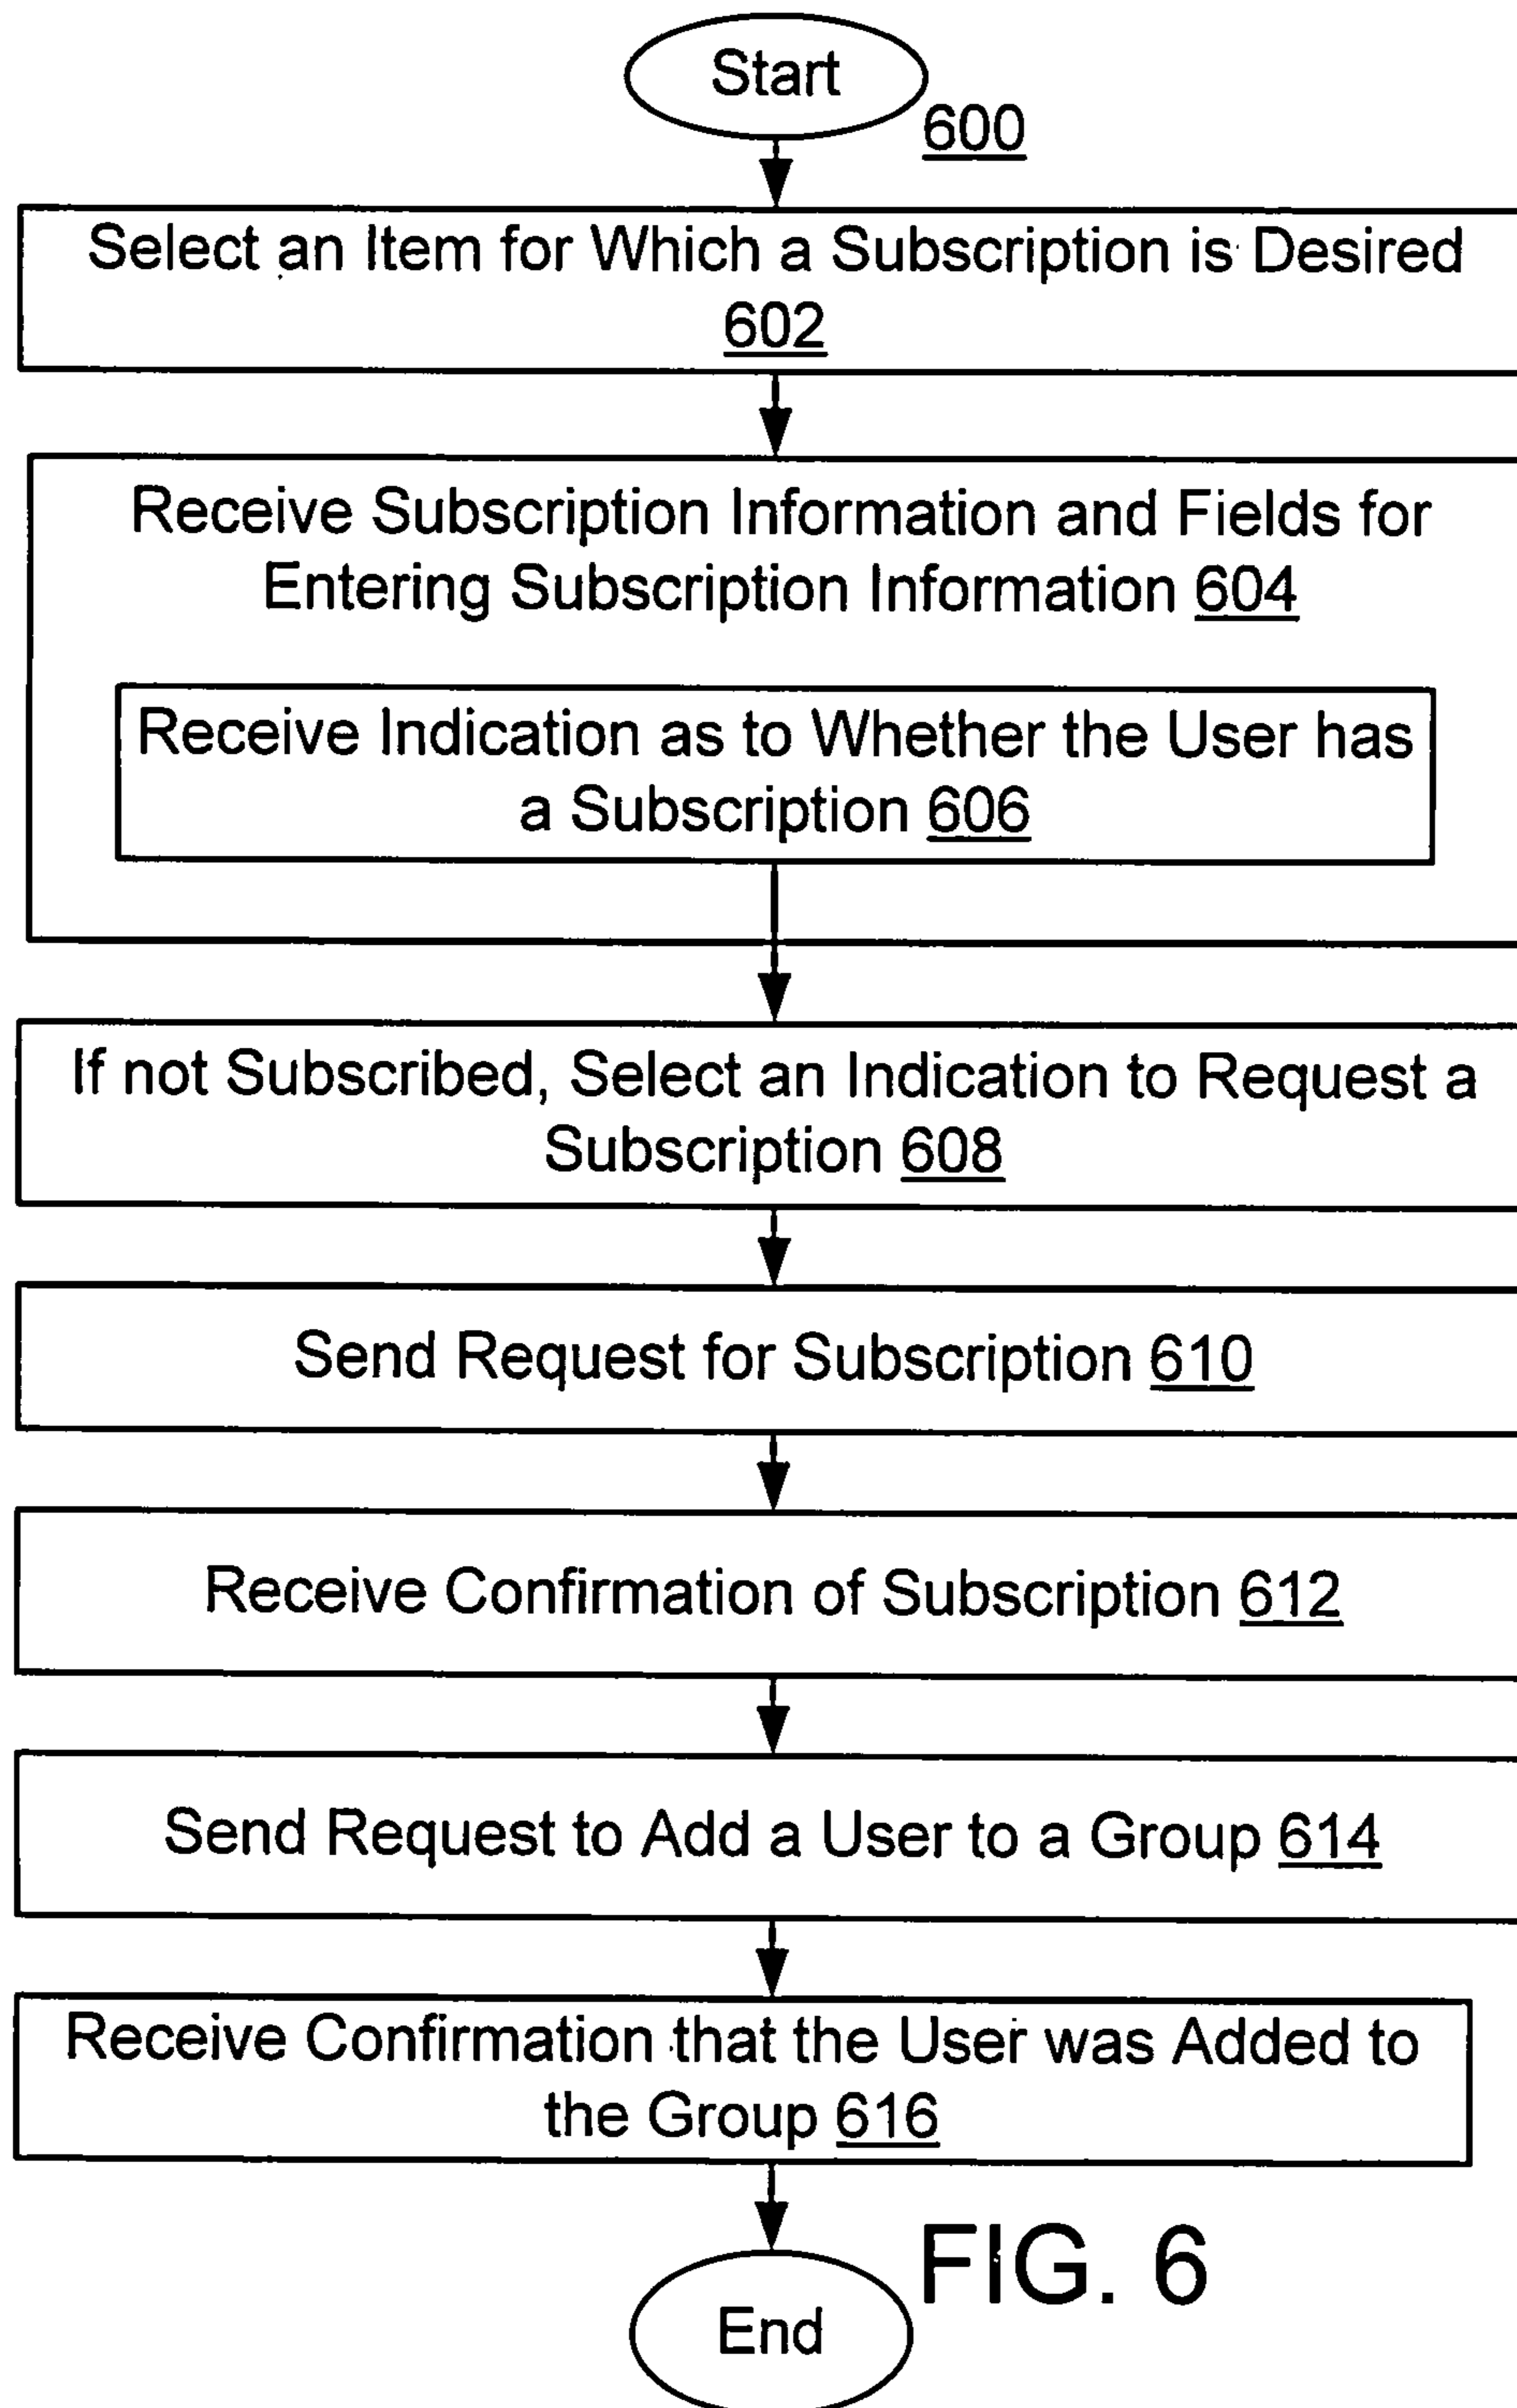 Start
600
Select an Item for Which a Subscription is Desired
602
Receive Subscription Information and Fields for
Entering Subscription Information 604
Receive Indication as to Whether the User has
a Subscription 606
If not Subscribed, Select an Indication to Request a
Subscription 608
Send Request for Subscription 610
Receive Confirmation of Subscription 612
Send Request to Add a User to a Group 614
Receive Confirmation that the User was Added to
the Group 616
FIG. 6
End